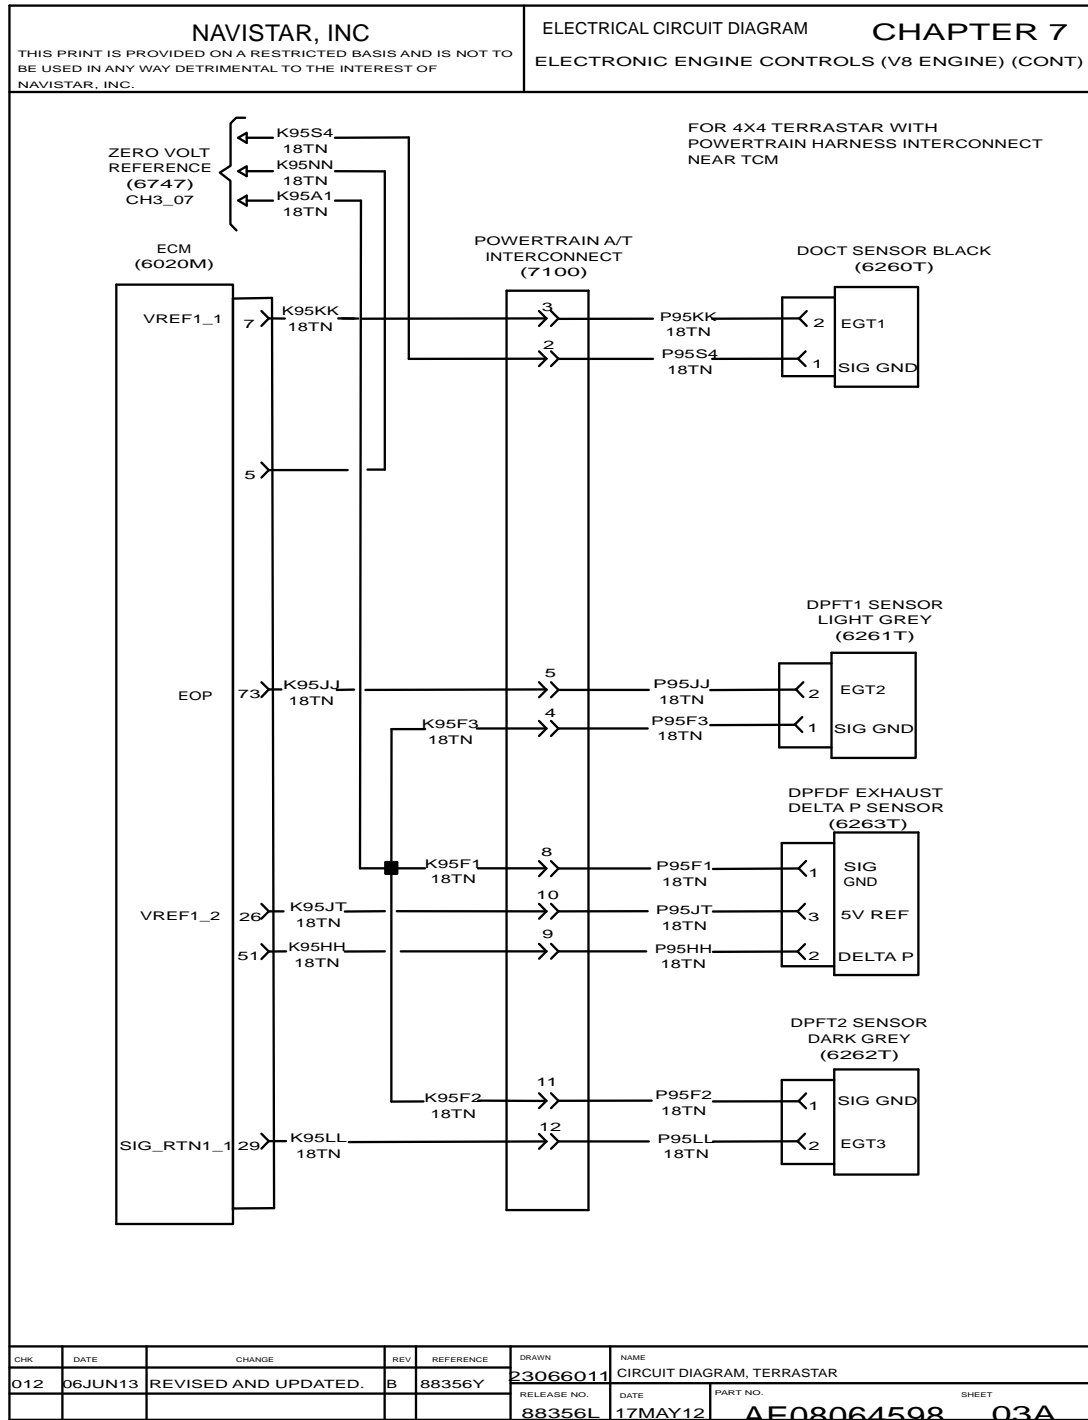 NAVISTAR, INC
THIS PRINT IS PROVIDED ON A RESTRICTED BASIS AND IS NOT TO
BE USED IN ANY WAY DETRIMENTAL TO THE INTEREST OF
NAVISTAR, INC.
ELECTRICAL CIRCUIT DIAGRAM
CHAPTER 7
ELECTRONIC ENGINE CONTROLS (V8 ENGINE) (CONT)
FOR 4X4 TERRASTAR WITH
POWERTRAIN HARNESS INTERCONNECT
NEAR TCM
ZERO VOLT
REFERENCE
(6747)
CH3_07
K95S4
18TN
K95NN
18TN
K95A1
18TN
ECM
(6020M)
POWERTRAIN A/T
INTERCONNECT
(7100)
DOCT SENSOR BLACK
(6260T)
VREF1_1
7
K95KK
18TN
3
P95KK
18TN
2
EGT1
2
P95S4
18TN
1
SIG GND
5
DPFT1 SENSOR
LIGHT GREY
(6261T)
EOP
73
K95JJ
18TN
5
P95JJ
18TN
2
EGT2
K95F3
18TN
4
P95F3
18TN
1
SIG GND
DPFDF EXHAUST
DELTA P SENSOR
(6263T)
K95F1
18TN
8
P95F1
18TN
1
SIG
GND
VREF1_2
26
K95JT
18TN
10
P95JT
18TN
3
5V REF
51
K95HH
18TN
9
P95HH
18TN
2
DELTA P
DPFT2 SENSOR
DARK GREY
(6262T)
K95F2
18TN
11
P95F2
18TN
1
SIG GND
SIG_RTN1_1
29
K95LL
18TN
12
P95LL
18TN
2
EGT3
CHK
DATE
CHANGE
REV
REFERENCE
012
06JUN13
REVISED AND UPDATED.
B
88356Y
DRAWN
23066011
NAME
CIRCUIT DIAGRAM, TERRASTAR
RELEASE NO.
88356L
DATE
17MAY12
PART NO.
AE08064598
SHEET
03A